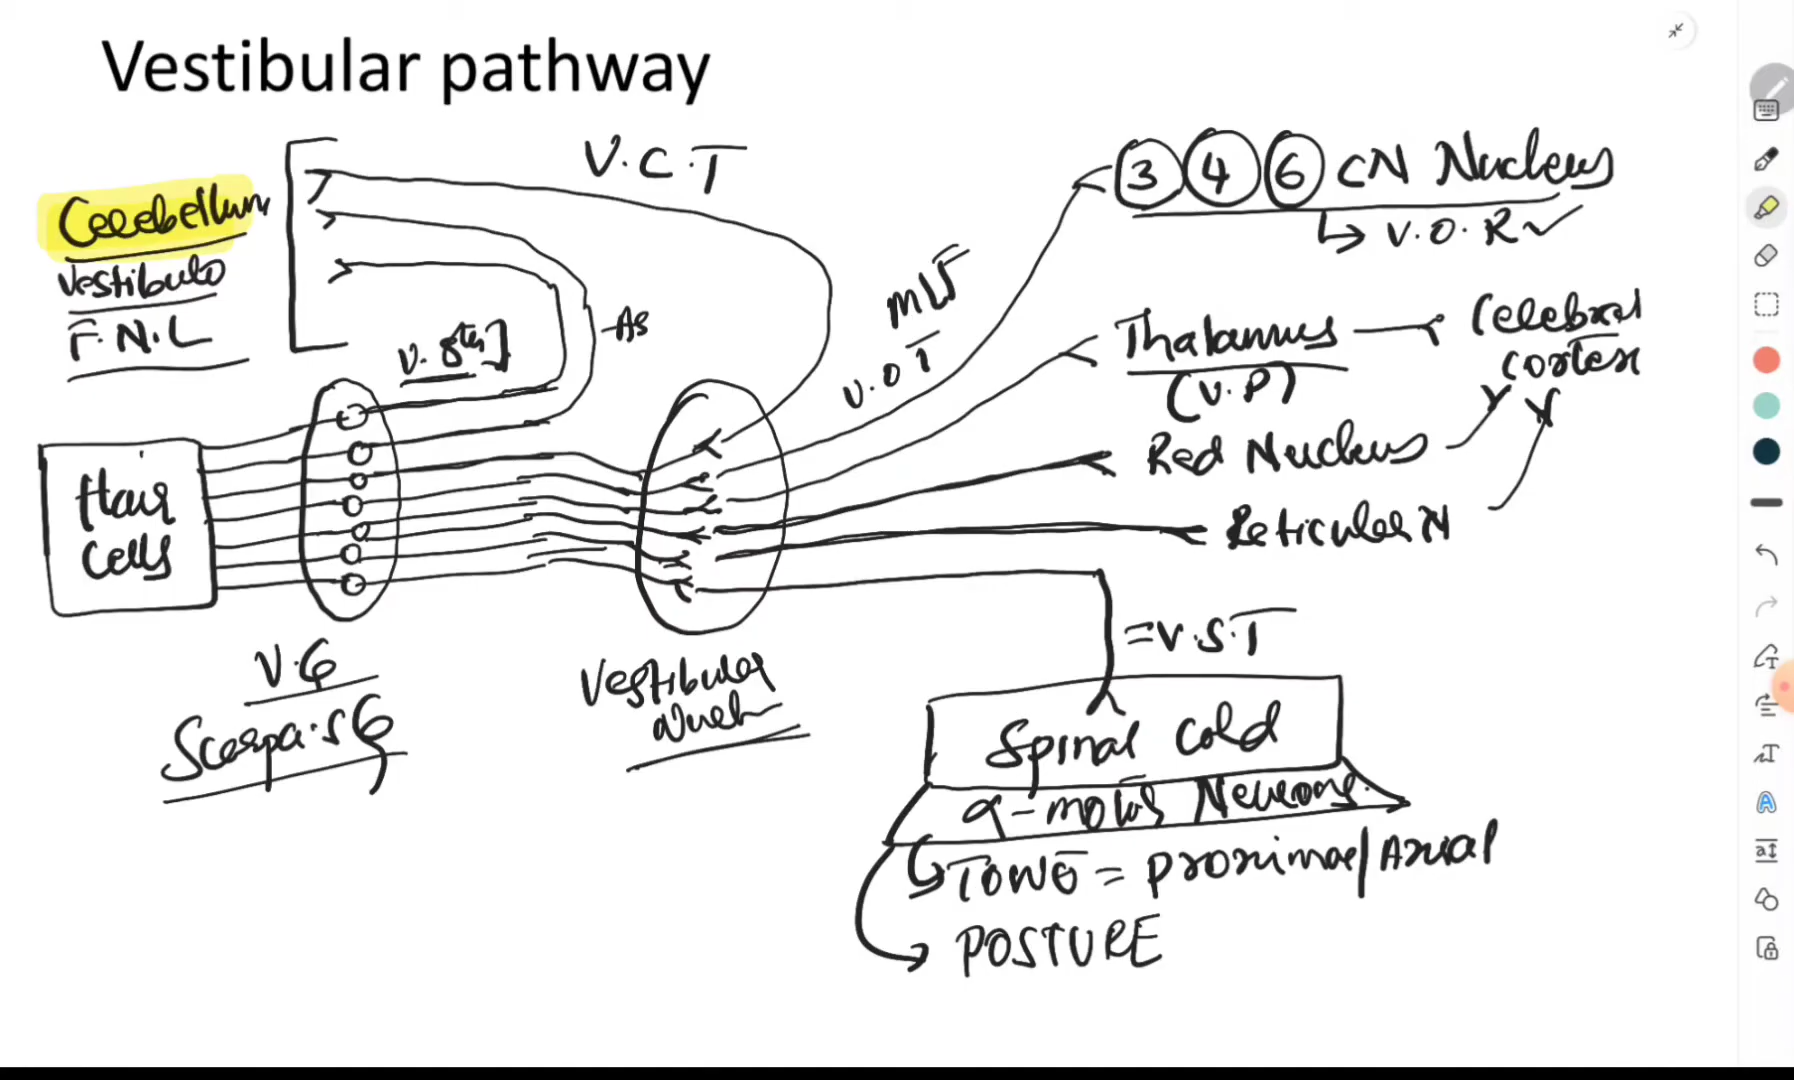 Vestibular pathway
V.C.T
Cerebellum
Vestibulo
F.N.L
V. 8th]
AS
Hair
Cells
V.G
Scarpa's G
Vestibular
Nucl
MLF
V.O.T
3 4 6 CN Nucleus
V.O.R ✓
Thalamus
(V.P)
Cerebral
cortex
Red Nucleus
Reticular N
=V.S.T
Spinal Cord
α-motor Neurons
TONE = Proximal/Axial
POSTURE